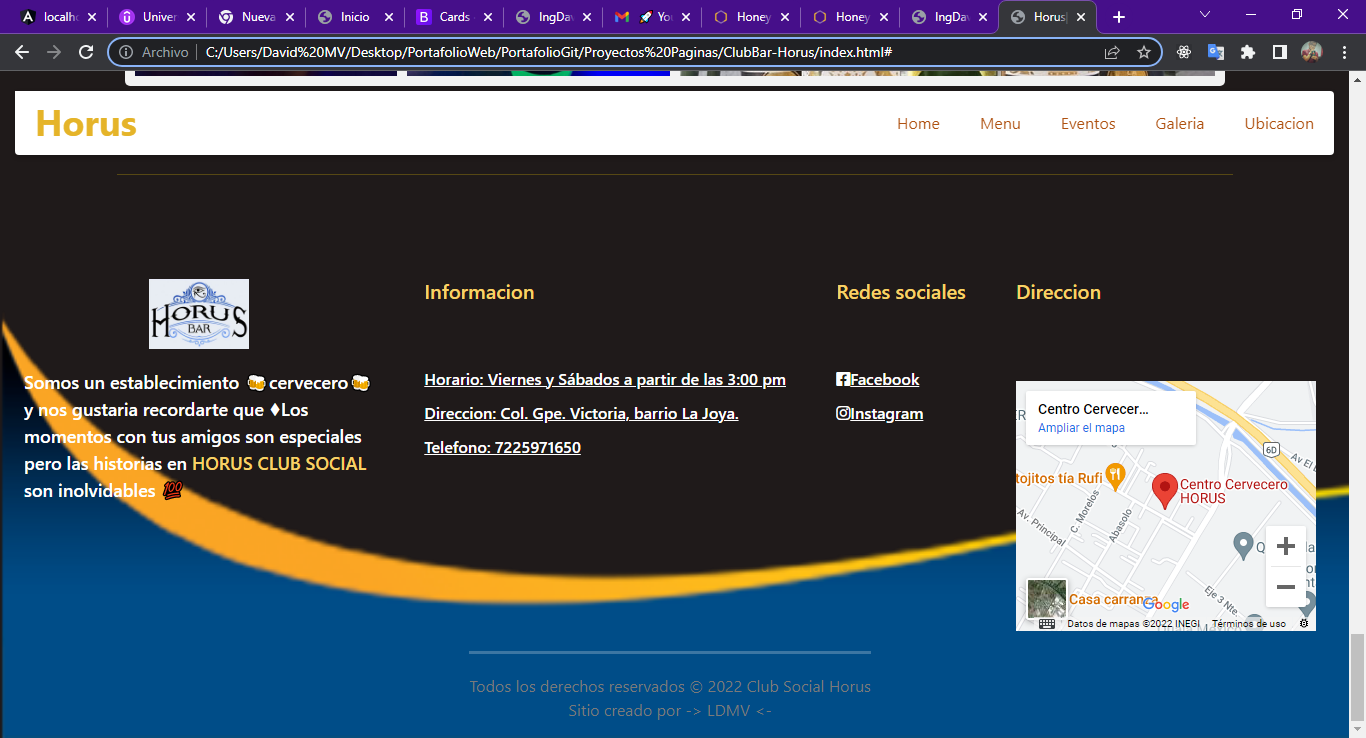 localho
Univer
Nueva
Inicio
Cards
IngDav
You
Honey
Honey
IngDav
Horus|
Archivo
C:/Users/David%20MV/Desktop/PortafolioWeb/PortafolioGit/Proyectos%20Paginas/ClubBar-Horus/index.html#
Horus
Home
Menu
Eventos
Galeria
Ubicacion
HORUS
BAR
Somos un establecimiento 🍻cervecero🍻
y nos gustaria recordarte que ♦Los
momentos con tus amigos son especiales
pero las historias en HORUS CLUB SOCIAL
son inolvidables 💯
Informacion
Horario: Viernes y Sábados a partir de las 3:00 pm
Direccion: Col. Gpe. Victoria, barrio La Joya.
Telefono: 7225971650
Redes sociales
Facebook
Instagram
Direccion
Centro Cervecer...
Ampliar el mapa
6D
Av El
tojitos tía Rufi
Centro Cervecero
HORUS
C. Morelos
Abasolo
Av. Principal
Eje 3 Nte
Casa carranza
Google
Datos de mapas ©2022 INEGI
Términos de uso
Todos los derechos reservados © 2022 Club Social Horus
Sitio creado por -> LDMV <-